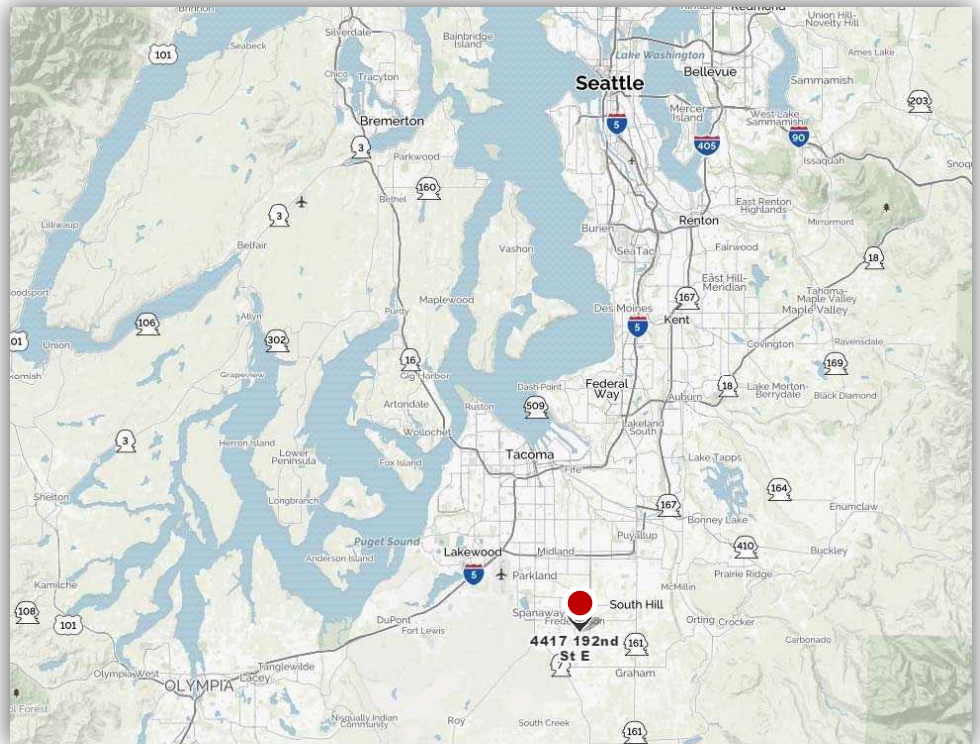 Brinnon
Silverdale
Seabeck
Bainbridge
Island
Kirkland
Redmond
Union Hill-
Novelty Hill
101
Lake Washington
Ames Lake
Chico
Tracyton
Seattle
Bellevue
Sammamish
203
Bremerton
5
Mercer
Island
West Lake
Sammamish
90
3
405
Parkwood
Issaquah
160
Bethel
3
East Renton
Highlands
Renton
Mirrormont
Lilliwaup
Belfair
Vashon
Burien
SeaTac
Fairwood
18
Maplewood
East Hill-
Meridian
Tahoma-
Maple Valley
Maple Valley
167
Allyn
Purdy
Des Moines
106
5
Kent
302
Union
Covington
Ravensdale
16
169
Grapeview
Gig Harbor
Dash Point
Federal
Way
18
Lake Morton-
Berrydale
Black Diamond
Artondale
Ruston
509
Auburn
Wollochet
Lakeland
South
3
Herron Island
Lower
Peninsula
Fox Island
Tacoma
Fife
Lake Tapps
Shelton
Longbranch
164
167
Enumclaw
Bonney Lake
Puget Sound
Puyallup
410
Lakewood
Midland
Buckley
Anderson Island
5
Parkland
Prairie Ridge
Kamilche
McMillin
108
Spanaway
South Hill
101
DuPont
Orting
Crocker
Fort Lewis
4417 192nd
St E
161
Carbonado
7
Graham
Olympia West
Tanglewilde
Lacey
OLYMPIA
Nisqually Indian
Community
Roy
South Creek
161